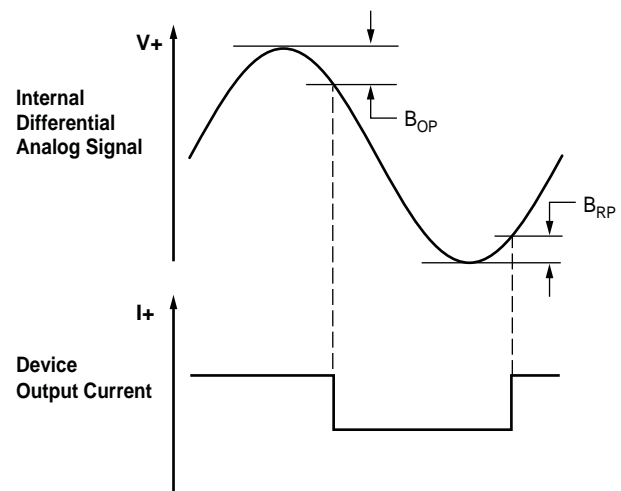 V+
Internal
Differential
Analog Signal
B_OP
B_RP
I+
Device
Output Current